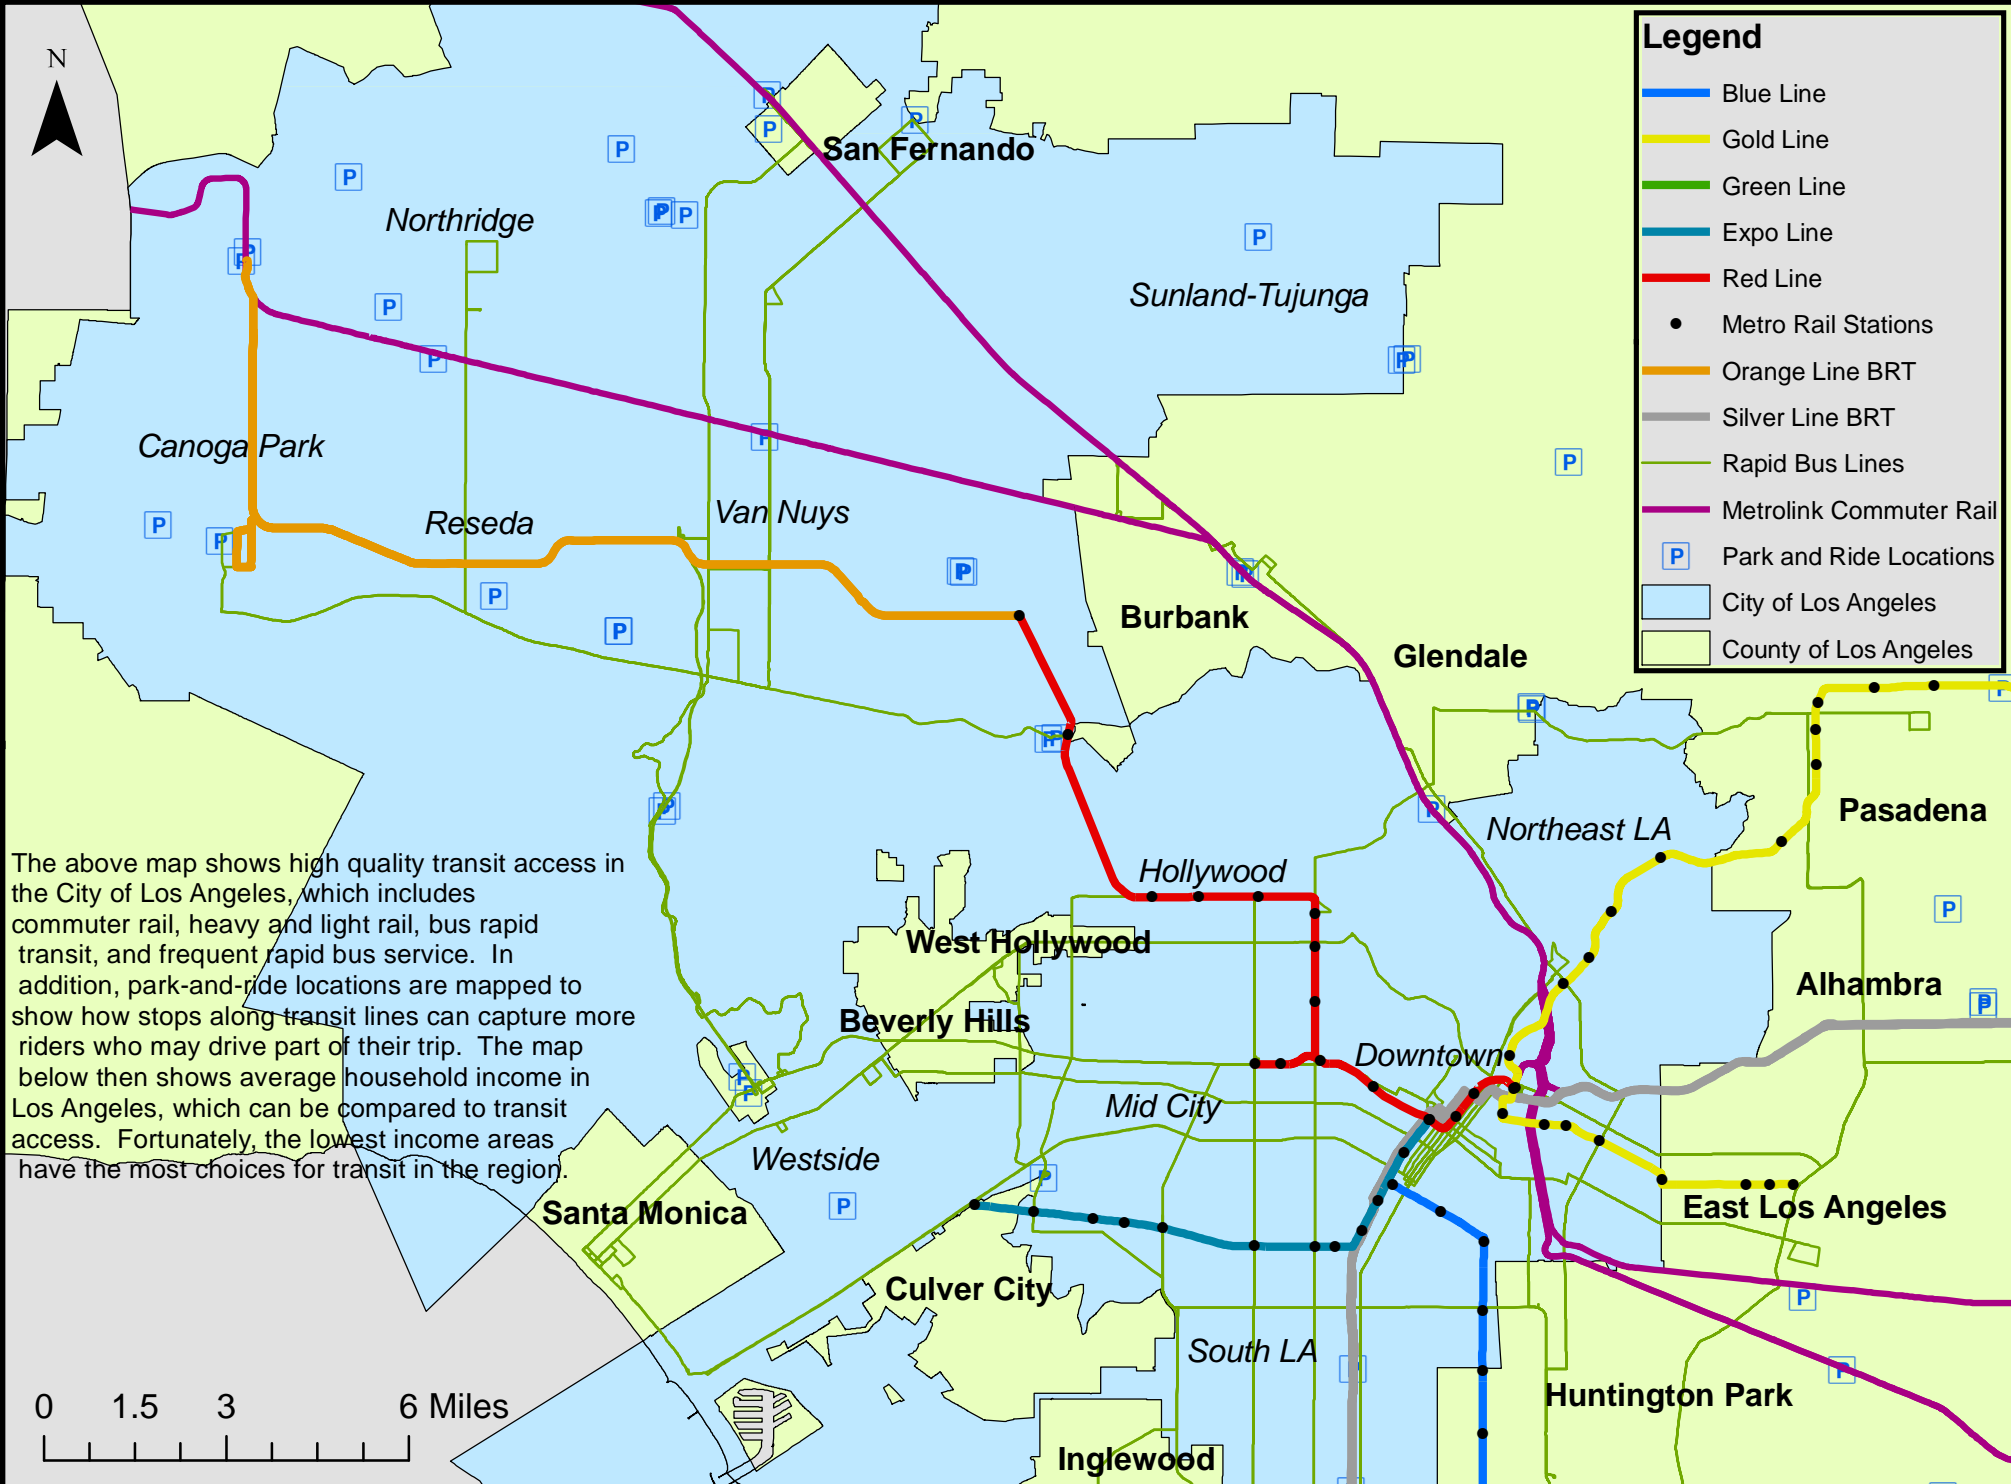 N
Legend
Blue Line
Gold Line
Green Line
Expo Line
Red Line
Metro Rail Stations
Orange Line BRT
Silver Line BRT
Rapid Bus Lines
Metrolink Commuter Rail
P Park and Ride Locations
City of Los Angeles
County of Los Angeles
San Fernando
Northridge
Sunland-Tujunga
Canoga Park
Reseda
Van Nuys
Burbank
Glendale
Pasadena
Northeast LA
Hollywood
West Hollywood
Alhambra
Beverly Hills
Downtown
Mid City
Westside
Santa Monica
East Los Angeles
Culver City
South LA
Huntington Park
Inglewood
The above map shows high quality transit access in
the City of Los Angeles, which includes
commuter rail, heavy and light rail, bus rapid
transit, and frequent rapid bus service. In
addition, park-and-ride locations are mapped to
show how stops along transit lines can capture more
riders who may drive part of their trip. The map
below then shows average household income in
Los Angeles, which can be compared to transit
access. Fortunately, the lowest income areas
have the most choices for transit in the region.
0 1.5 3 6 Miles